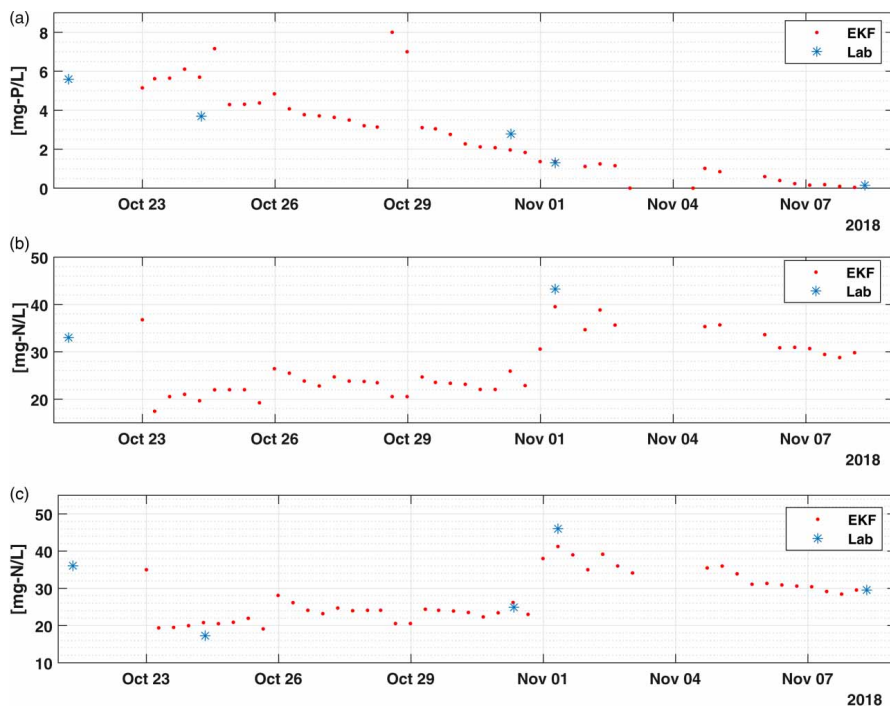 (a)
[mg-P/L]
8
6
4
2
0
EKF
Lab
Oct 23 Oct 26 Oct 29 Nov 01 Nov 04 Nov 07
2018
(b)
[mg-N/L]
50
40
30
20
EKF
Lab
Oct 23 Oct 26 Oct 29 Nov 01 Nov 04 Nov 07
2018
(c)
[mg-N/L]
50
40
30
20
10
EKF
Lab
Oct 23 Oct 26 Oct 29 Nov 01 Nov 04 Nov 07
2018